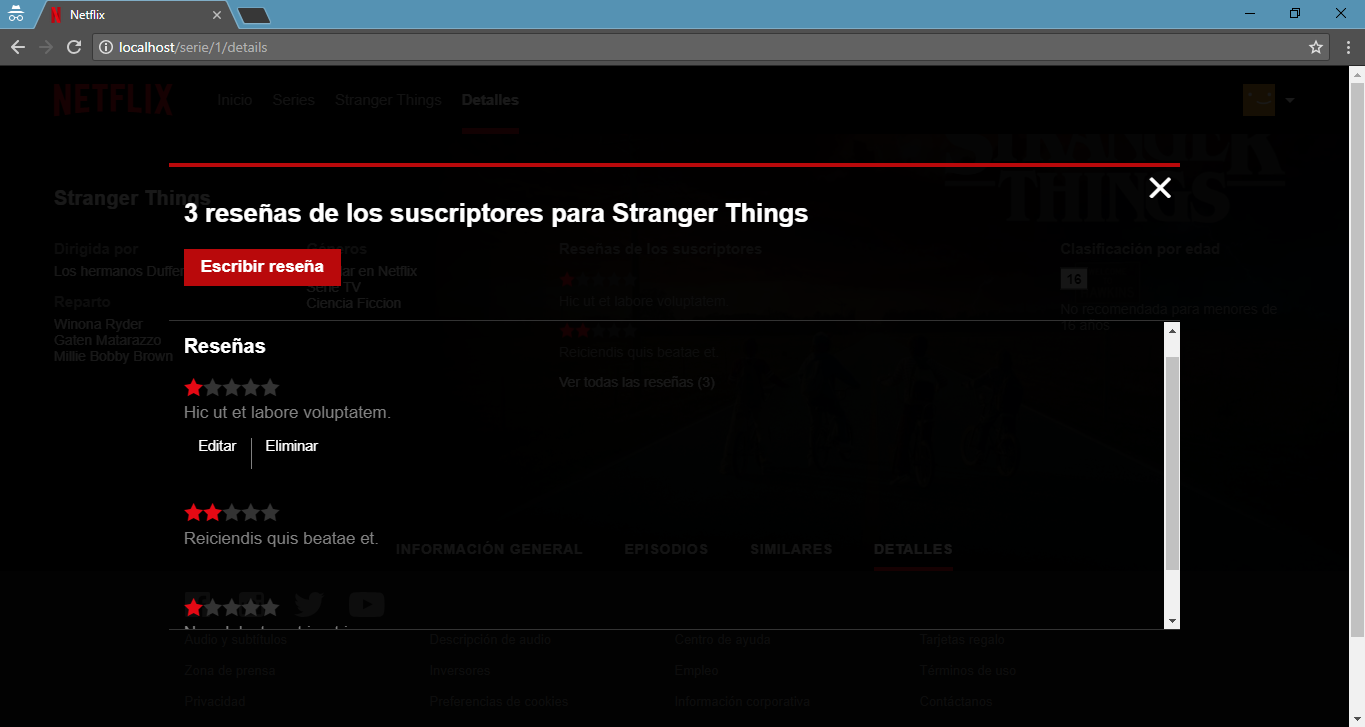 Netflix
localhost/serie/1/details
NETFLIX
Inicio Series Stranger Things Detalles
STRANGER THINGS
Stranger Things
3 reseñas de los suscriptores para Stranger Things
Escribir reseña
Dirigida por
Los hermanos Duffer
Reparto
Winona Ryder
Gaten Matarazzo
Millie Bobby Brown
Géneros
en Netflix
Serie TV
Ciencia Ficcion
Reseñas de los suscriptores
Hic ut et labore voluptatem.
Reiciendis quis beatae et.
Ver todas las reseñas (3)
Clasificación por edad
16
No recomendada para menores de
16 años
Reseñas
Hic ut et labore voluptatem.
Editar Eliminar
Reiciendis quis beatae et.
INFORMACIÓN GENERAL EPISODIOS SIMILARES DETALLES
Audio y subtítulos Descripción de audio Centro de ayuda Tarjetas regalo
Zona de prensa Inversores Empleo Términos de uso
Privacidad Preferencias de cookies Información corporativa Contáctanos